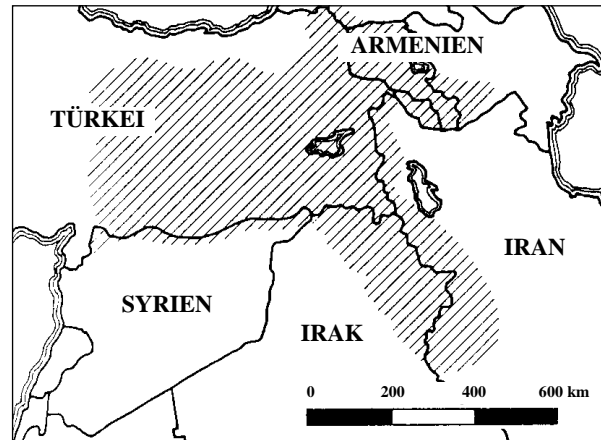 ARMENIEN
TÜRKEI
IRAN
SYRIEN
IRAK
0 200 400 600 km